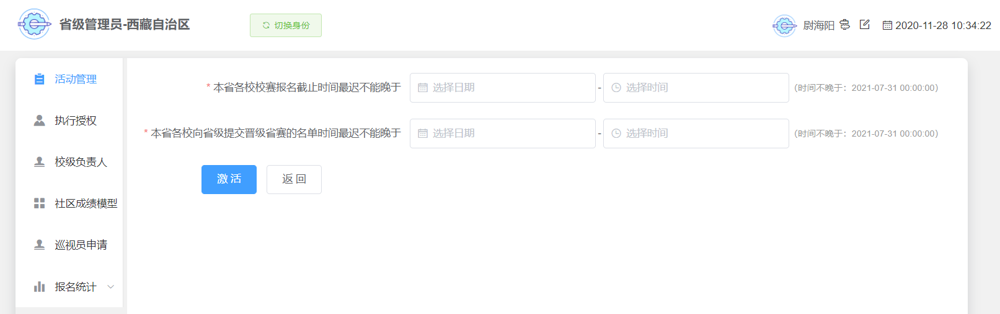 省级管理员-西藏自治区
切换身份
尉海阳
2020-11-28 10:34:22
活动管理
执行授权
校级负责人
社区成绩模型
巡视员申请
报名统计
* 本省各校校赛报名截止时间最迟不能晚于 选择日期 - 选择时间 (时间不晚于：2021-07-31 00:00:00)
* 本省各校向省级提交晋级省赛的名单时间最迟不能晚于 选择日期 - 选择时间 (时间不晚于：2021-07-31 00:00:00)
激 活
返 回